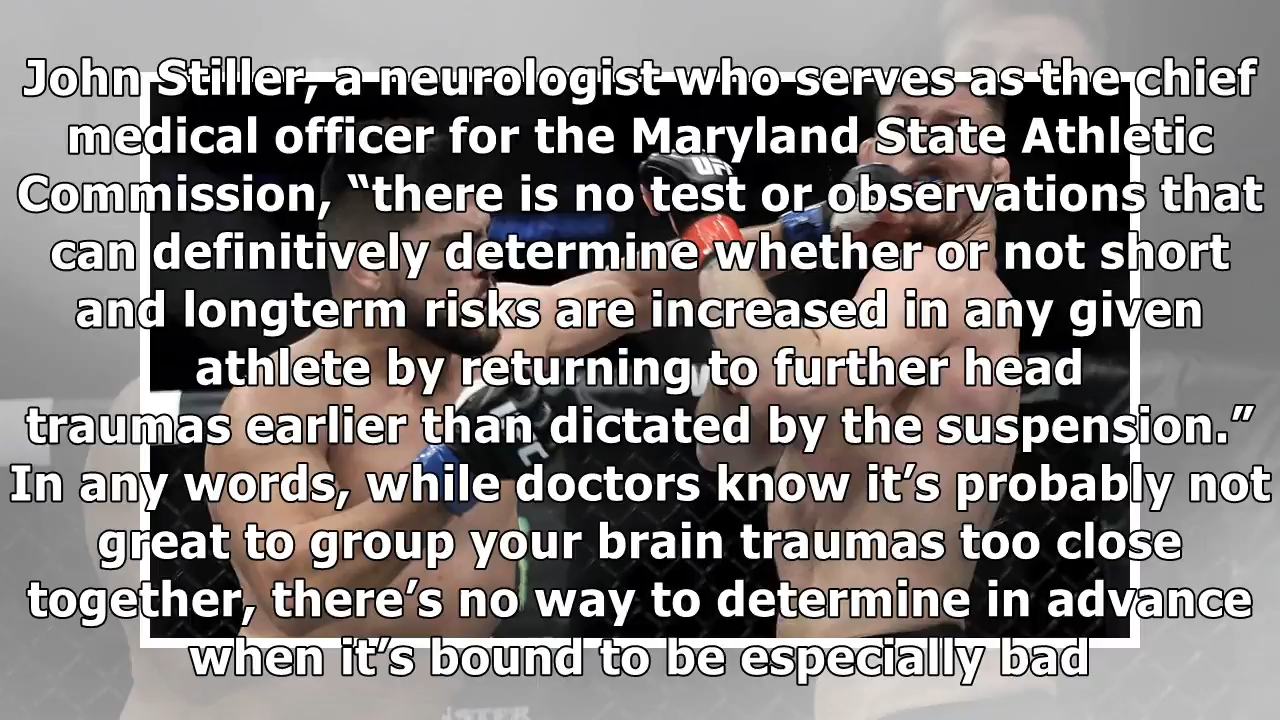 John Stiller, a neurologist who serves as the chief
medical officer for the Maryland State Athletic
Commission, “there is no test or observations that
can definitively determine whether or not short
and longterm risks are increased in any given
athlete by returning to further head
traumas earlier than dictated by the suspension.”
In any words, while doctors know it’s probably not
great to group your brain traumas too close
together, there’s no way to determine in advance
when it’s bound to be especially bad